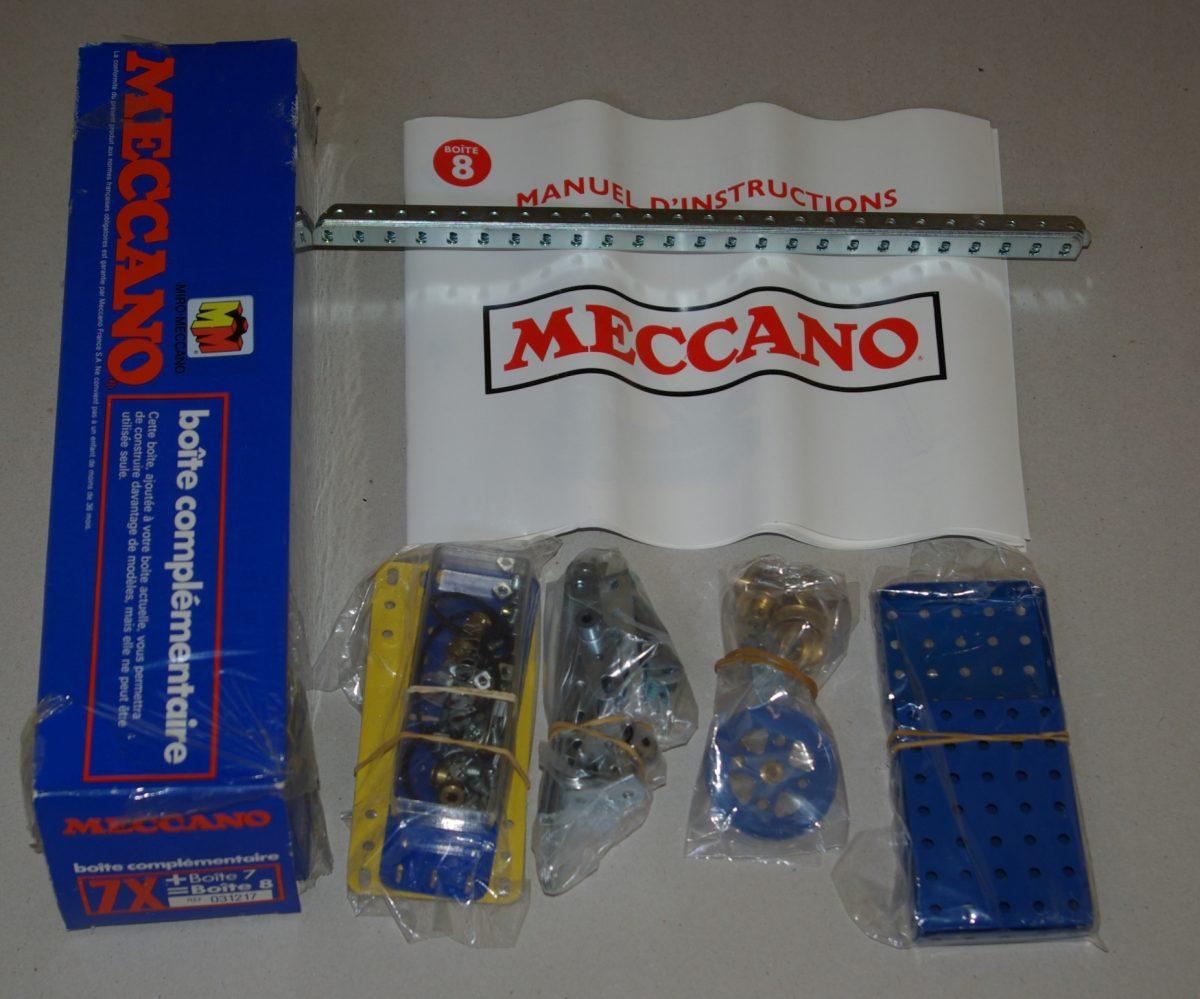 MECCANO®
La conformité du présent produit aux normes françaises obligatoires est garantie par Meccano France S.A. Ne convient pas à un enfant de moins de 36 mois.
MIRO-MECCANO
boîte complémentaire
Cette boîte, ajoutée à votre boîte actuelle, vous permettra
de construire davantage de modèles, mais elle ne peut être
utilisée seule.
MECCANO
boîte complémentaire
7X + Boîte 7
= Boîte 8
REF. 031217
BOÎTE
8
MANUEL D'INSTRUCTIONS
MECCANO®